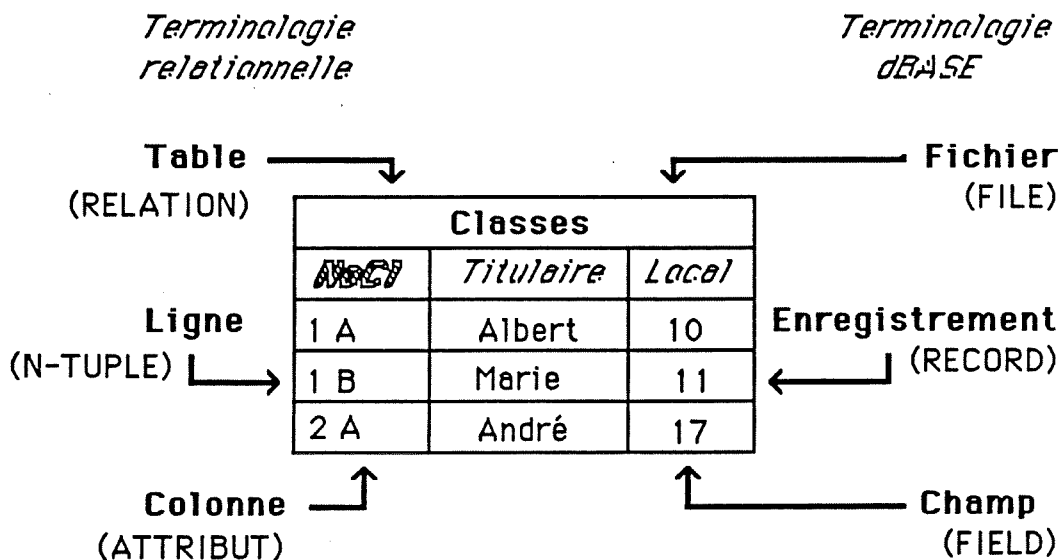 Terminologie relationnelle
Terminologie dBASE
Table
(RELATION)
Fichier
(FILE)
Classes
NoCl Titulaire Local
1 A Albert 10
1 B Marie 11
2 A André 17
Ligne
(N-TUPLE)
Enregistrement
(RECORD)
Colonne
(ATTRIBUT)
Champ
(FIELD)